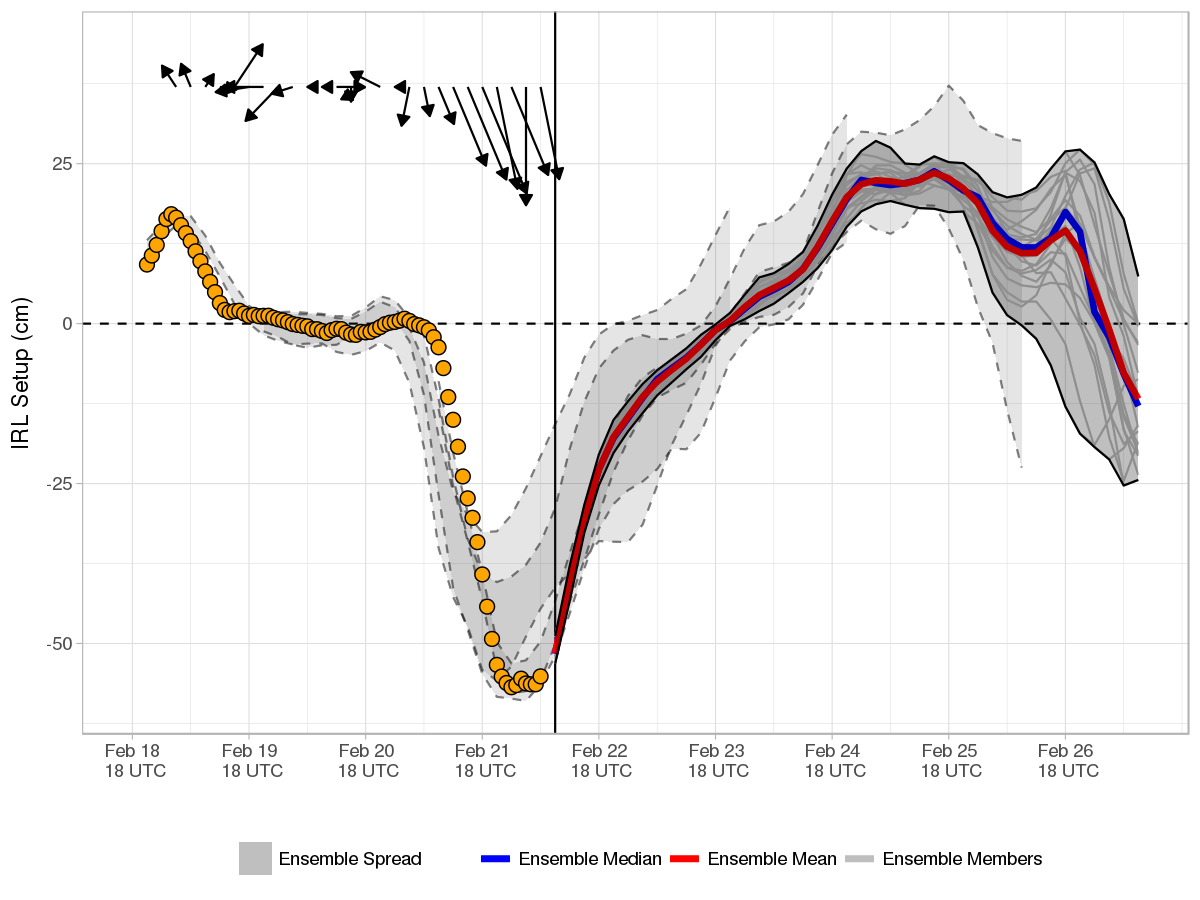 IRL Setup (cm)
25
0
-25
-50
Feb 18 Feb 19 Feb 20 Feb 21 Feb 22 Feb 23 Feb 24 Feb 25 Feb 26
18 UTC 18 UTC 18 UTC 18 UTC 18 UTC 18 UTC 18 UTC 18 UTC 18 UTC
Ensemble Spread Ensemble Median Ensemble Mean Ensemble Members